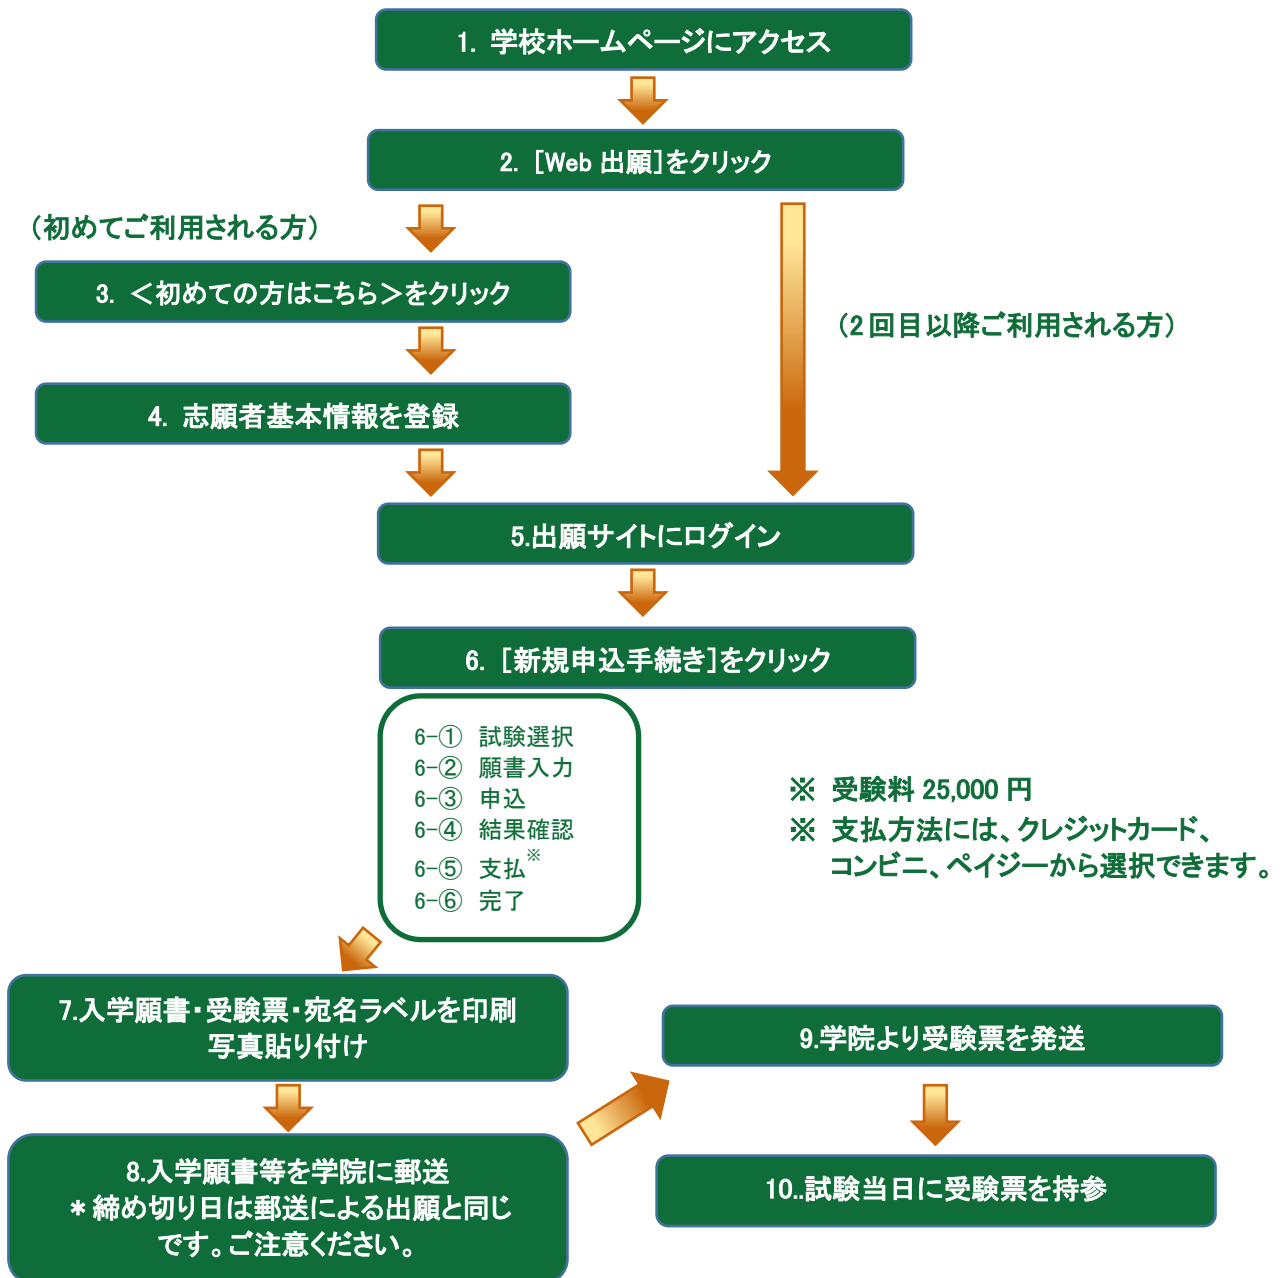 1. 学校ホームページにアクセス
2. [Web 出願]をクリック
(初めてご利用される方)
3. <初めての方はこちら>をクリック
(2回目以降ご利用される方)
4. 志願者基本情報を登録
5.出願サイトにログイン
6. [新規申込手続き]をクリック
6-① 試験選択
6-② 願書入力
6-③ 申込
6-④ 結果確認
6-⑤ 支払※
6-⑥ 完了
※ 受験料 25,000 円
※ 支払方法には、クレジットカード、
コンビニ、ペイジーから選択できます。
7.入学願書・受験票・宛名ラベルを印刷
写真貼り付け
8.入学願書等を学院に郵送
*締め切り日は郵送による出願と同じ
です。ご注意ください。
9.学院より受験票を発送
10..試験当日に受験票を持参